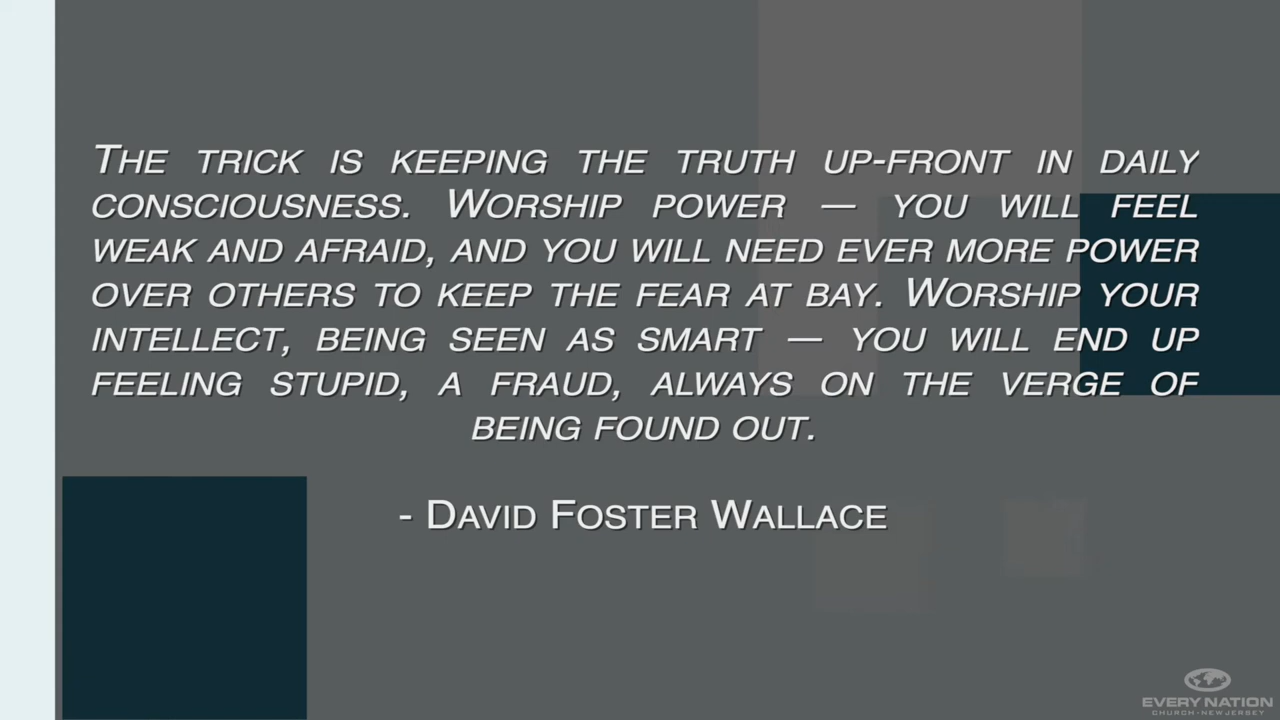 THE TRICK IS KEEPING THE TRUTH UP-FRONT IN DAILY
CONSCIOUSNESS. WORSHIP POWER — YOU WILL FEEL
WEAK AND AFRAID, AND YOU WILL NEED EVER MORE POWER
OVER OTHERS TO KEEP THE FEAR AT BAY. WORSHIP YOUR
INTELLECT, BEING SEEN AS SMART — YOU WILL END UP
FEELING STUPID, A FRAUD, ALWAYS ON THE VERGE OF
BEING FOUND OUT.
- DAVID FOSTER WALLACE
EVERY NATION
CHURCH • NEW JERSEY